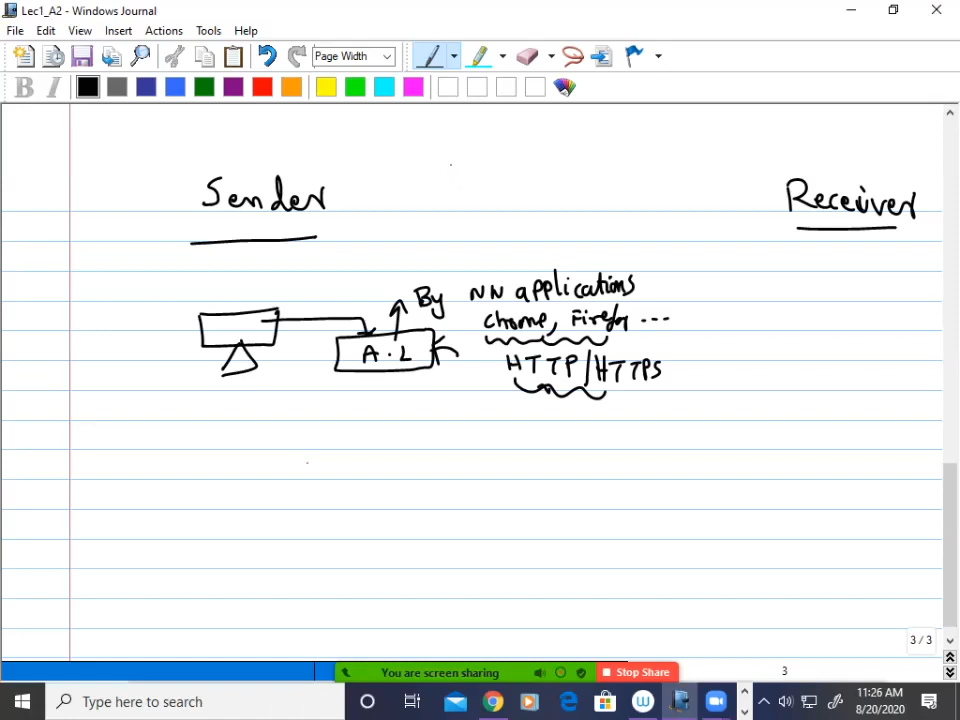 Lec1_A2 - Windows Journal
File Edit View Insert Actions Tools Help
Page Width
B I
Sender
Receiver
By NN applications
chrome, Firefox ...
A.L
HTTP/HTTPS
3 / 3
You are screen sharing
Stop Share
3
Type here to search
11:26 AM
8/20/2020